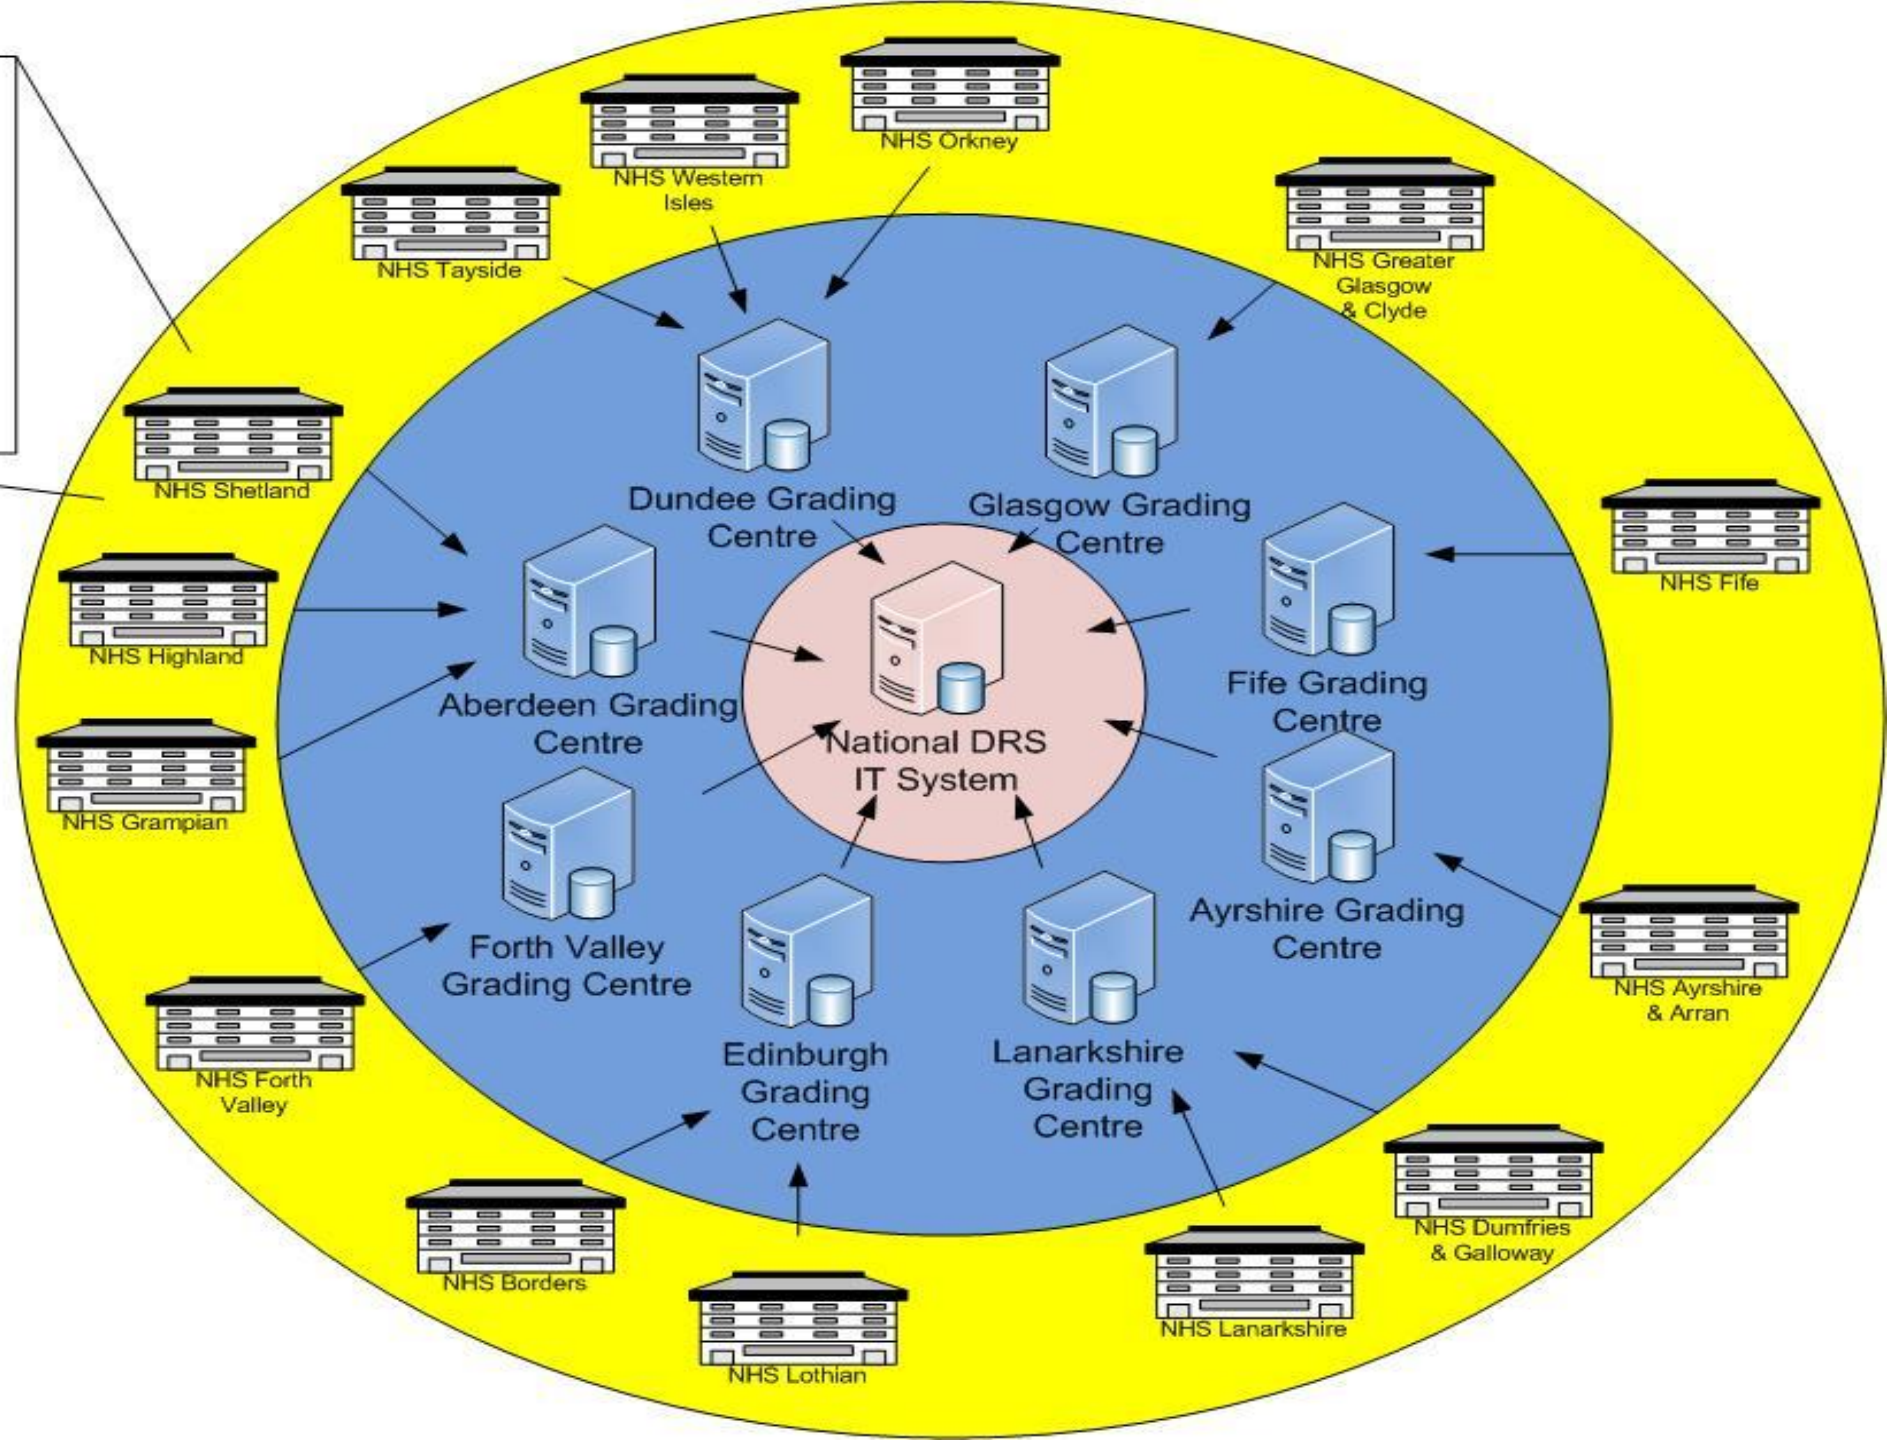 NHS Orkney
NHS Western
Isles
NHS Tayside
NHS Greater
Glasgow
& Clyde
NHS Shetland
Dundee Grading
Centre
Glasgow Grading
Centre
NHS Fife
NHS Highland
Aberdeen Grading
Centre
Fife Grading
Centre
National DRS
IT System
NHS Grampian
Forth Valley
Grading Centre
Ayrshire Grading
Centre
NHS Ayrshire
& Arran
Edinburgh
Grading
Centre
Lanarkshire
Grading
Centre
NHS Forth
Valley
NHS Dumfries
& Galloway
NHS Borders
NHS Lanarkshire
NHS Lothian